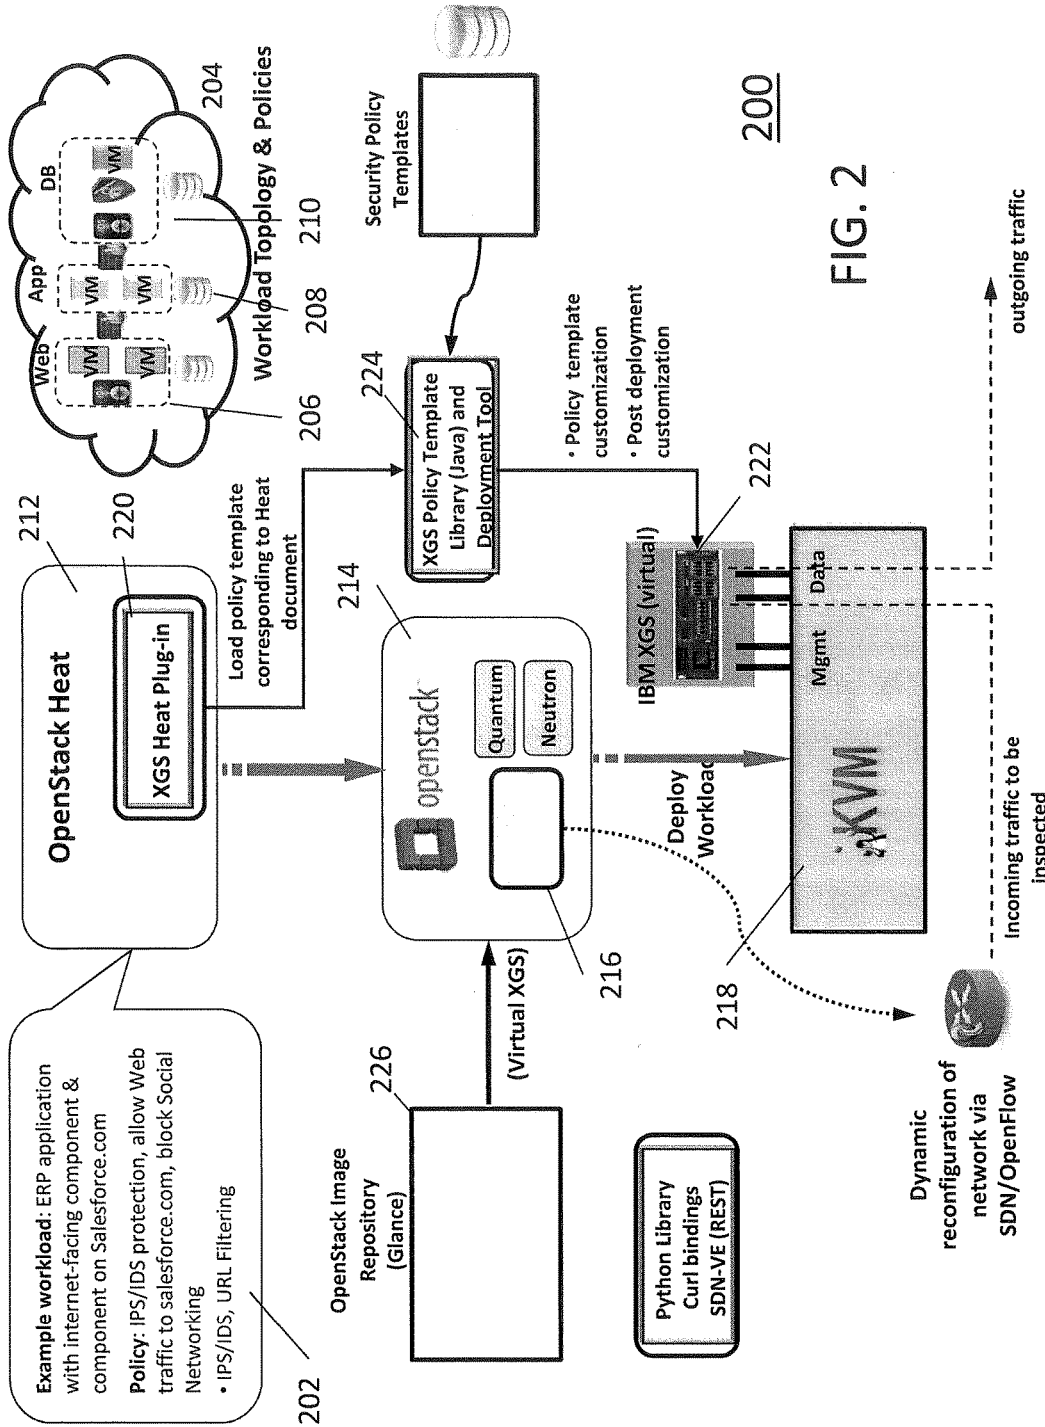 Example workload: ERP application
with internet-facing component &
component on Salesforce.com
Policy: IPS/IDS protection, allow Web
traffic to salesforce.com, block Social
Networking
• IPS/IDS, URL Filtering
202
OpenStack Heat
212
XGS Heat Plug-in
220
Web
App
DB
VM
VM
VM
VM
VM
204
206
208
210
Workload Topology & Policies
Load policy template
corresponding to Heat
document
OpenStack Image
Repository
(Glance)
226
(Virtual XGS)
openstack
Quantum
Neutron
214
216
XGS Policy Template
Library (Java) and
Deployment Tool
224
Security Policy
Templates
• Policy template
customization
• Post deployment
customization
Python Library
Curl bindings
SDN-VE (REST)
Deploy
Workload
IBM XGS (virtual)
222
Mgmt
Data
KVM
218
Dynamic
reconfiguration of
network via
SDN/OpenFlow
Incoming traffic to be
inspected
outgoing traffic
FIG. 2
200